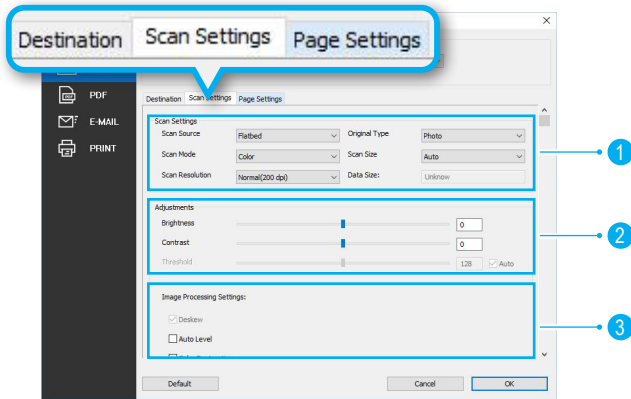 Destination Scan Settings Page Settings
PDF
E-MAIL
PRINT
Destination Scan Settings Page Settings
Scan Settings
Scan Source Flatbed Original Type Photo
Scan Mode Color Scan Size Auto
Scan Resolution Normal(200 dpi) Data Size: Unknow
1
Adjustments
Brightness 0
Contrast 0
Threshold 128 Auto
2
Image Processing Settings:
Deskew
Auto Level
3
Default Cancel OK